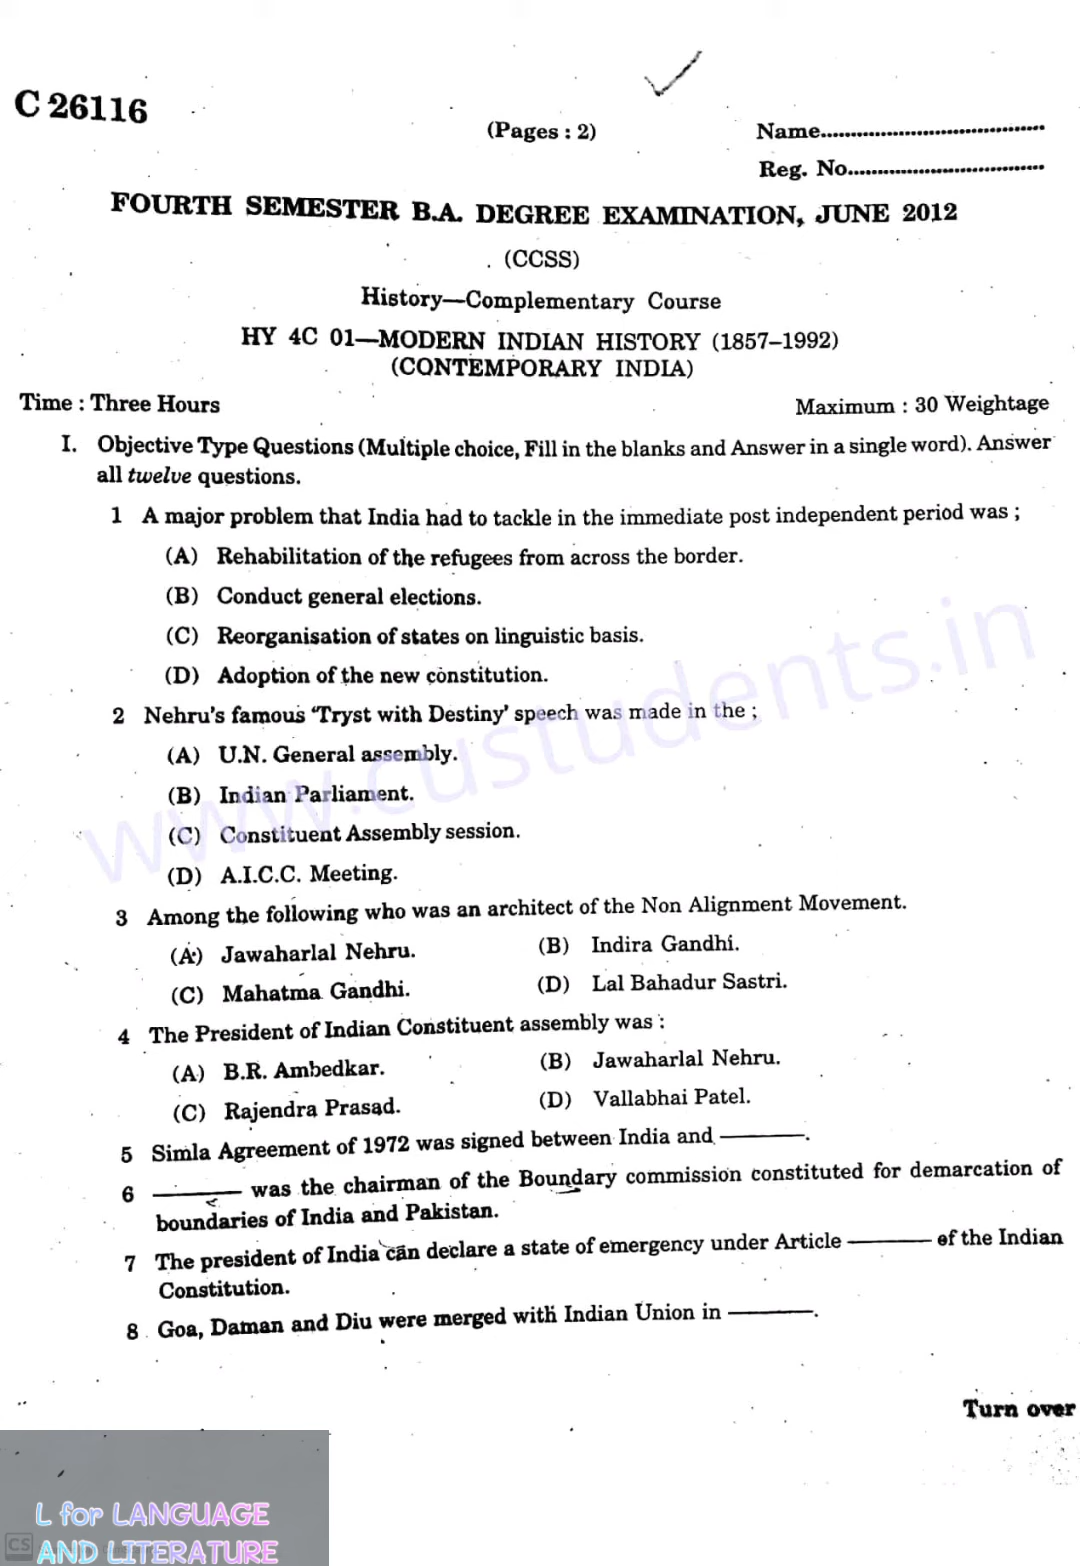 C 26116
(Pages : 2)
Name......................................
Reg. No..................................
FOURTH SEMESTER B.A. DEGREE EXAMINATION, JUNE 2012
(CCSS)
History—Complementary Course
HY 4C 01—MODERN INDIAN HISTORY (1857–1992)
(CONTEMPORARY INDIA)
Time : Three Hours
Maximum : 30 Weightage
I. Objective Type Questions (Multiple choice, Fill in the blanks and Answer in a single word). Answer
all twelve questions.
1 A major problem that India had to tackle in the immediate post independent period was ;
(A) Rehabilitation of the refugees from across the border.
(B) Conduct general elections.
(C) Reorganisation of states on linguistic basis.
(D) Adoption of the new constitution.
2 Nehru's famous 'Tryst with Destiny' speech was made in the ;
(A) U.N. General assembly.
(B) Indian Parliament.
(C) Constituent Assembly session.
(D) A.I.C.C. Meeting.
3 Among the following who was an architect of the Non Alignment Movement.
(A) Jawaharlal Nehru.
(B) Indira Gandhi.
(C) Mahatma Gandhi.
(D) Lal Bahadur Sastri.
4 The President of Indian Constituent assembly was :
(A) B.R. Ambedkar.
(B) Jawaharlal Nehru.
(C) Rajendra Prasad.
(D) Vallabhai Patel.
5 Simla Agreement of 1972 was signed between India and ———.
6 ——— was the chairman of the Boundary commission constituted for demarcation of
boundaries of India and Pakistan.
7 The president of India can declare a state of emergency under Article ——— of the Indian
Constitution.
8 Goa, Daman and Diu were merged with Indian Union in ———.
Turn over
www.custudents.in
L for LANGUAGE
CS AND LITERATURE